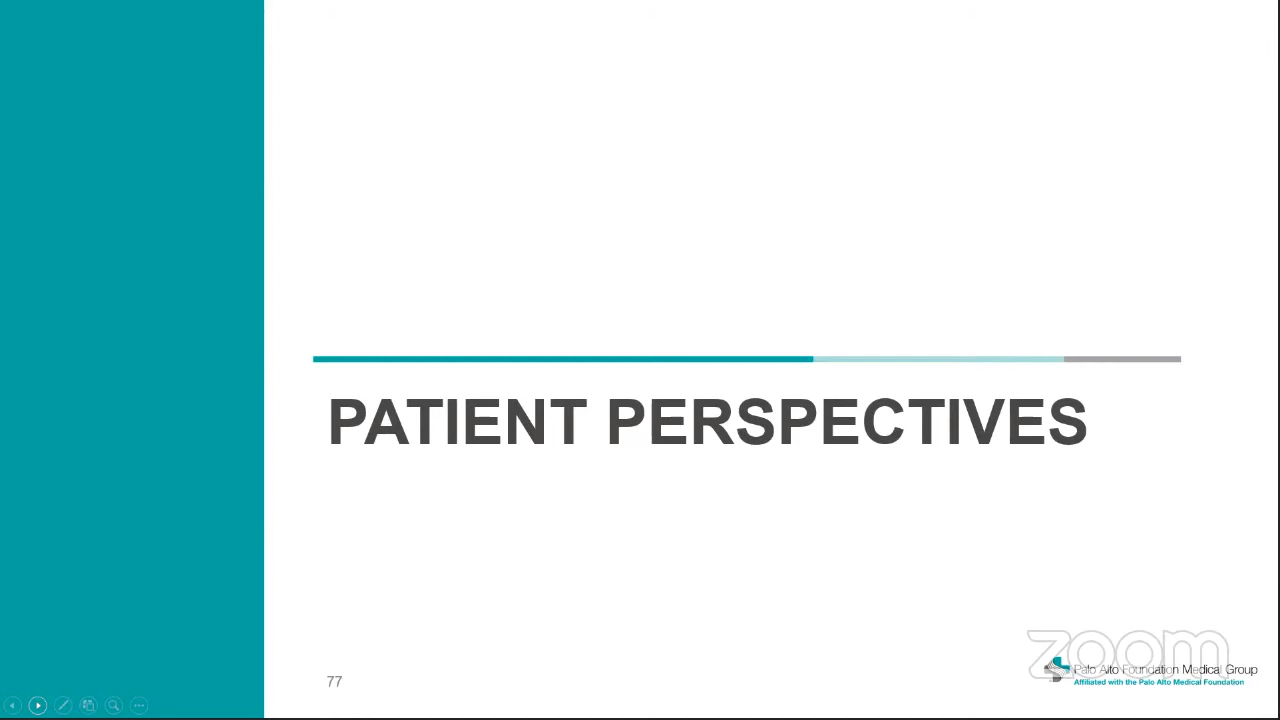 PATIENT PERSPECTIVES
77
zoom
Palo Alto Foundation Medical Group
Affiliated with the Palo Alto Medical Foundation